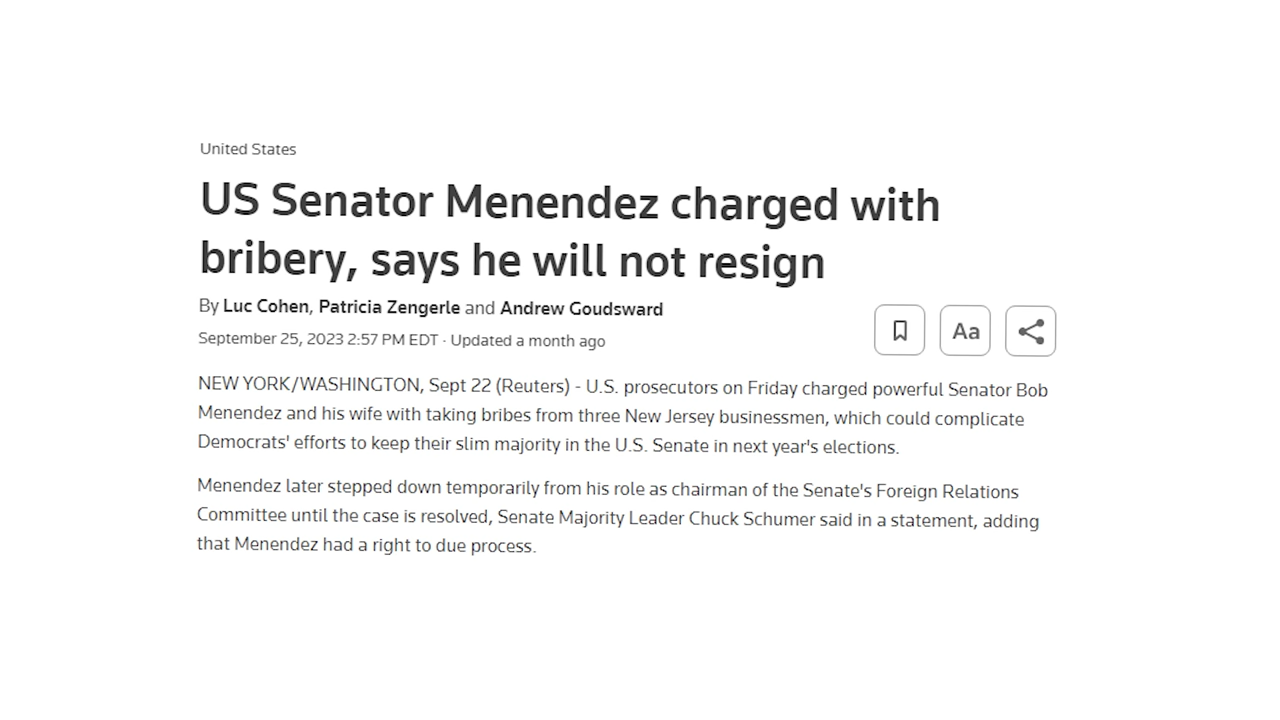 United States
US Senator Menendez charged with
bribery, says he will not resign
By Luc Cohen, Patricia Zengerle and Andrew Goudsward
September 25, 2023 2:57 PM EDT · Updated a month ago
Aa
NEW YORK/WASHINGTON, Sept 22 (Reuters) - U.S. prosecutors on Friday charged powerful Senator Bob
Menendez and his wife with taking bribes from three New Jersey businessmen, which could complicate
Democrats' efforts to keep their slim majority in the U.S. Senate in next year's elections.
Menendez later stepped down temporarily from his role as chairman of the Senate's Foreign Relations
Committee until the case is resolved, Senate Majority Leader Chuck Schumer said in a statement, adding
that Menendez had a right to due process.